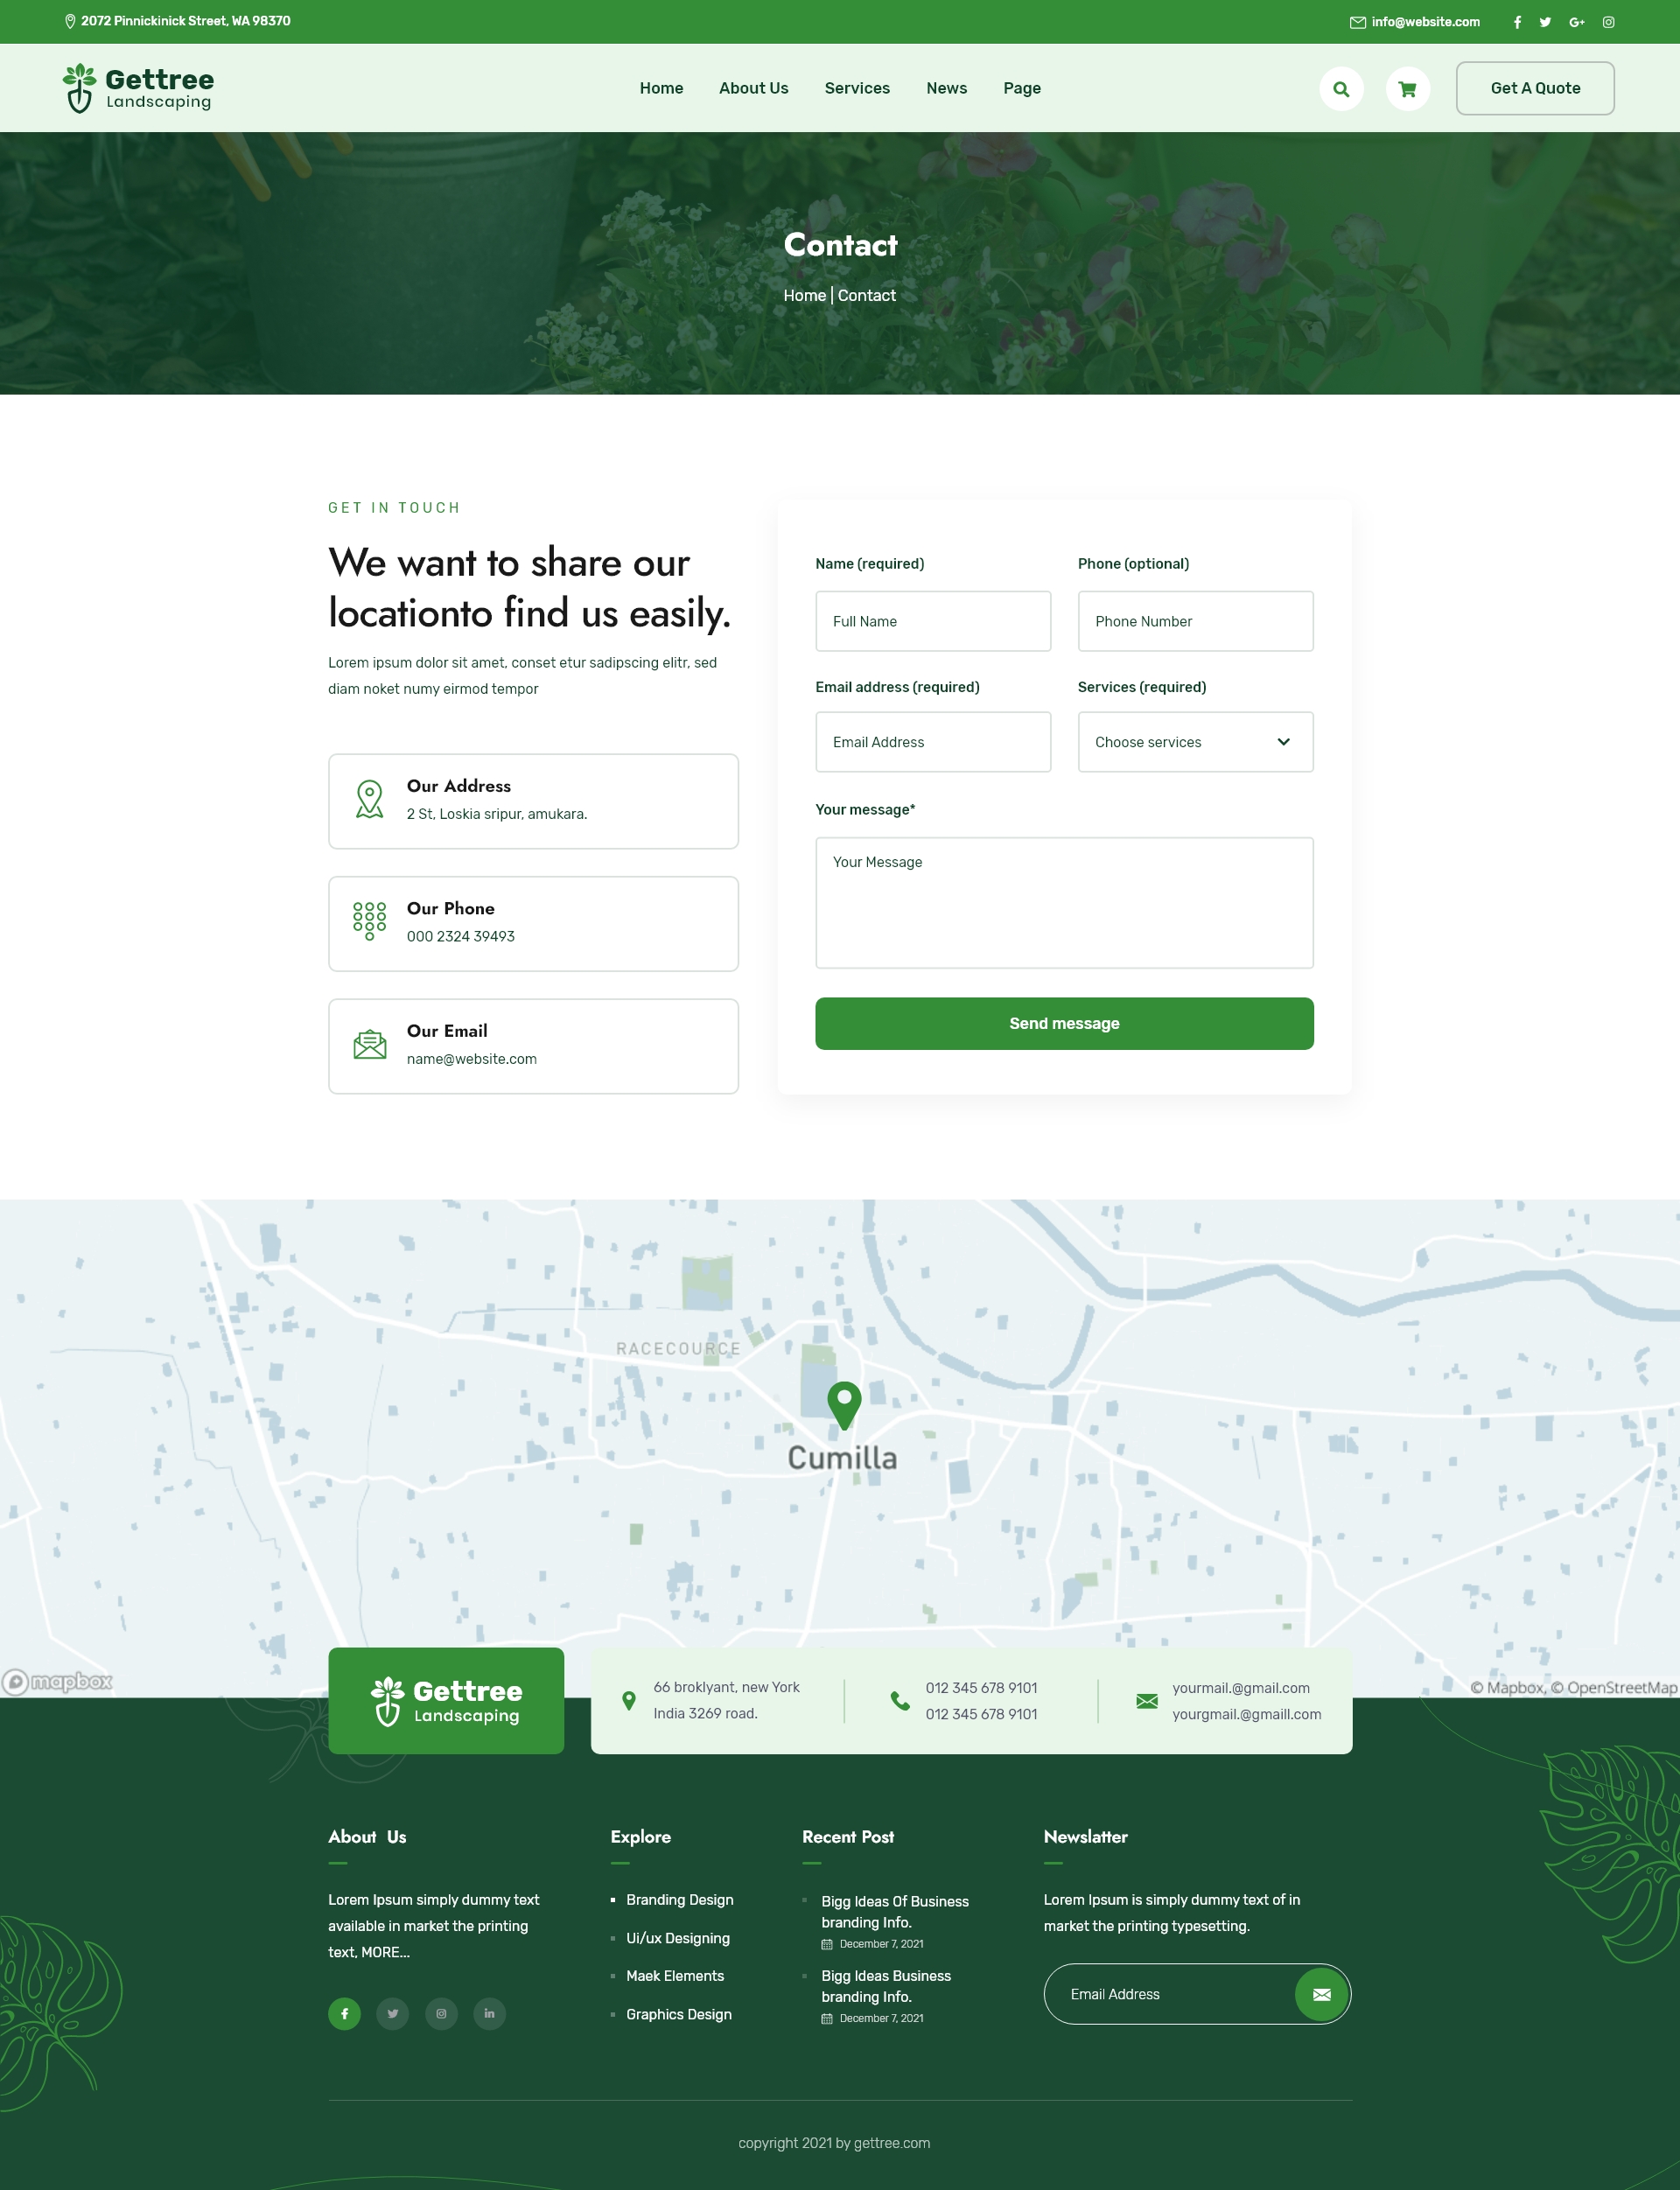 2072 Pinnickinick Street, WA 98370
info@website.com
Gettree
Landscaping
Home
About Us
Services
News
Page
Get A Quote
Contact
Home | Contact
GET IN TOUCH
We want to share our
locationto find us easily.
Lorem ipsum dolor sit amet, conset etur sadipscing elitr, sed
diam noket numy eirmod tempor
Our Address
2 St, Loskia sripur, amukara.
Our Phone
000 2324 39493
Our Email
name@website.com
Name (required)
Phone (optional)
Full Name
Phone Number
Email address (required)
Services (required)
Email Address
Choose services
Your message*
Your Message
Send message
RACECOURCE
Cumilla
mapbox
© Mapbox, © OpenStreetMap
Gettree
Landscaping
66 broklyant, new York
India 3269 road.
012 345 678 9101
012 345 678 9101
yourmail.@gmail.com
yourgmail.@gmaill.com
About Us
Lorem Ipsum simply dummy text
available in market the printing
text, MORE...
Explore
Branding Design
Ui/ux Designing
Maek Elements
Graphics Design
Recent Post
Bigg Ideas Of Business
branding Info.
December 7, 2021
Bigg Ideas Business
branding Info.
December 7, 2021
Newslatter
Lorem Ipsum is simply dummy text of in
market the printing typesetting.
Email Address
copyright 2021 by gettree.com